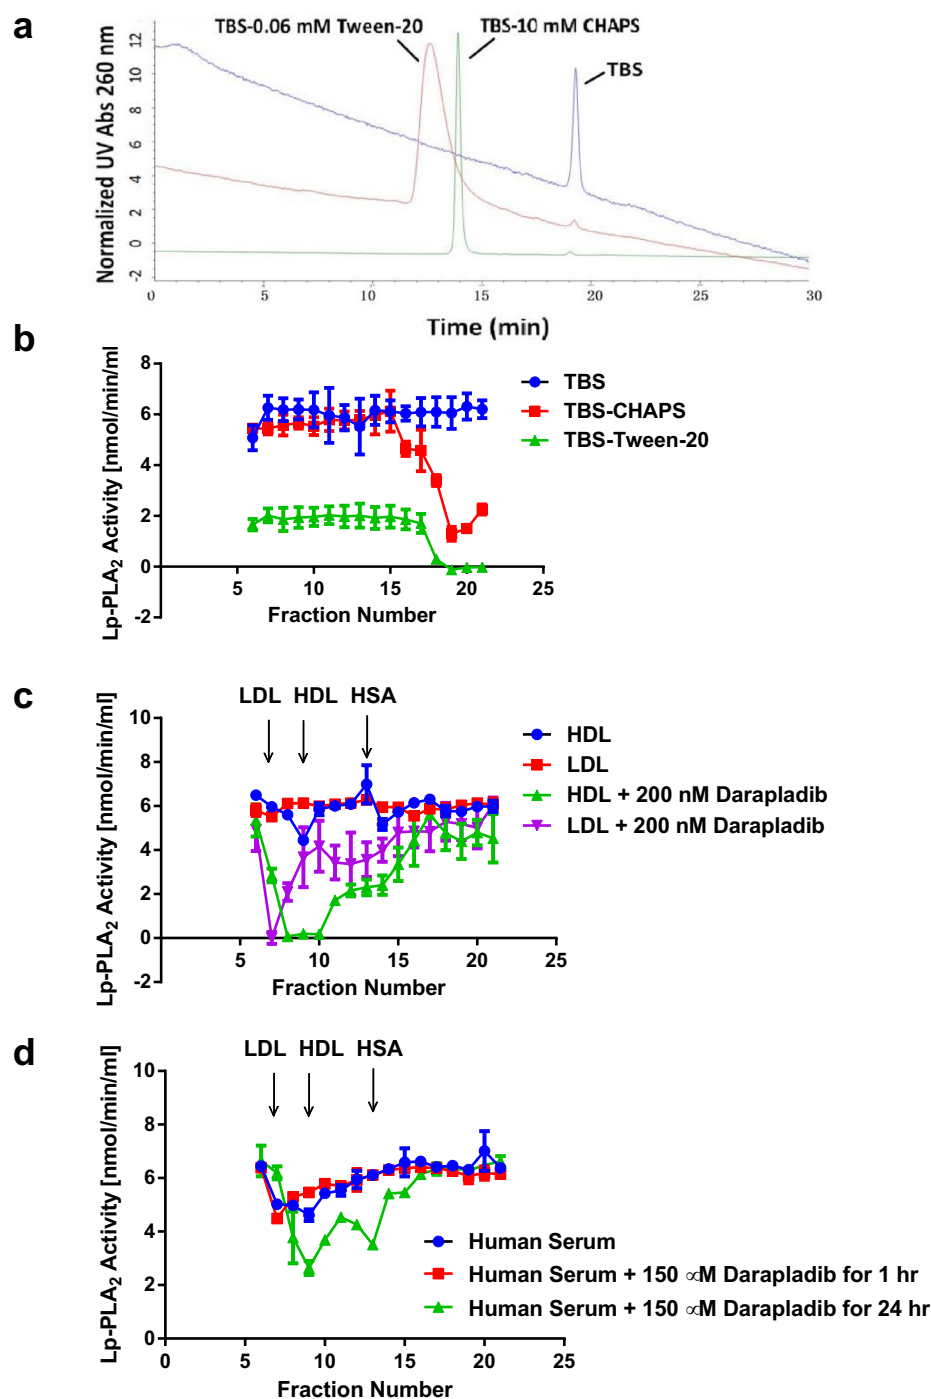 a
TBS-0.06 mM Tween-20
TBS-10 mM CHAPS
TBS
Normalized UV Abs 260 nm
12
10
8
6
4
2
0
-2
0 5 10 15 20 25 30
Time (min)
b
Lp-PLA2 Activity [nmol/min/ml
8
6
4
2
0
-2
5 10 15 20 25
Fraction Number
TBS
TBS-CHAPS
TBS-Tween-20
c
LDL HDL HSA
Lp-PLA2 Activity [nmol/min/ml]
10
8
6
4
2
0
-2
5 10 15 20 25
Fraction Number
HDL
LDL
HDL + 200 nM Darapladib
LDL + 200 nM Darapladib
d
LDL HDL HSA
Lp-PLA2 Activity [nmol/min/ml]
10
8
6
4
2
0
0 5 10 15 20 25
Fraction Number
Human Serum
Human Serum + 150 ∝M Darapladib for 1 hr
Human Serum + 150 ∝M Darapladib for 24 hr